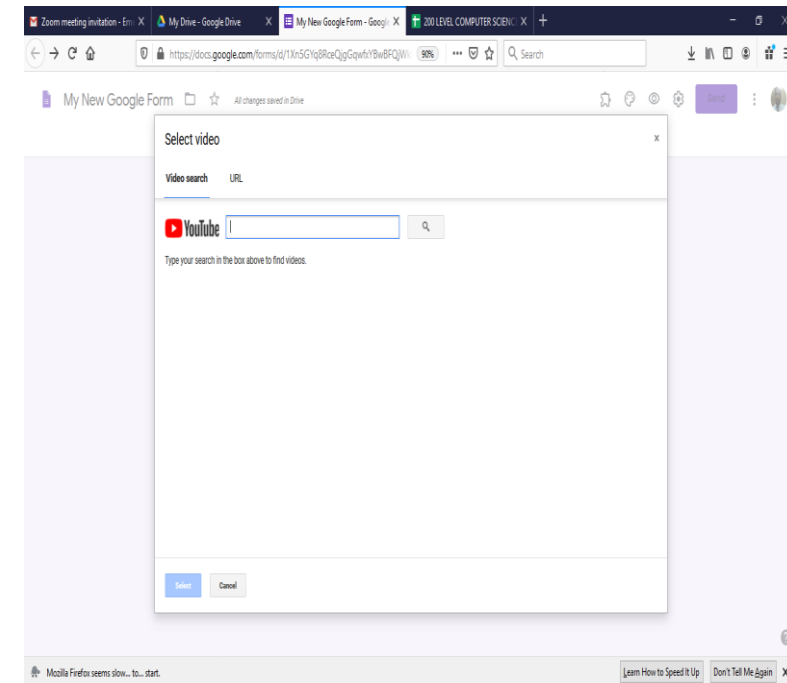 Zoom meeting invitation - Em X My Drive - Google Drive X My New Google Form - Google X 200 LEVEL COMPUTER SCIENC X
https://docs.google.com/forms/d/1Xn5GYq8RceQjgGqwfxYBwBFQjW 90% Search
My New Google Form All changes saved in Drive Send
Select video x
Video search URL
YouTube
Type your search in the box above to find videos.
Select Cancel
Mozilla Firefox seems slow... to... start. Learn How to Speed It Up Don't Tell Me Again X